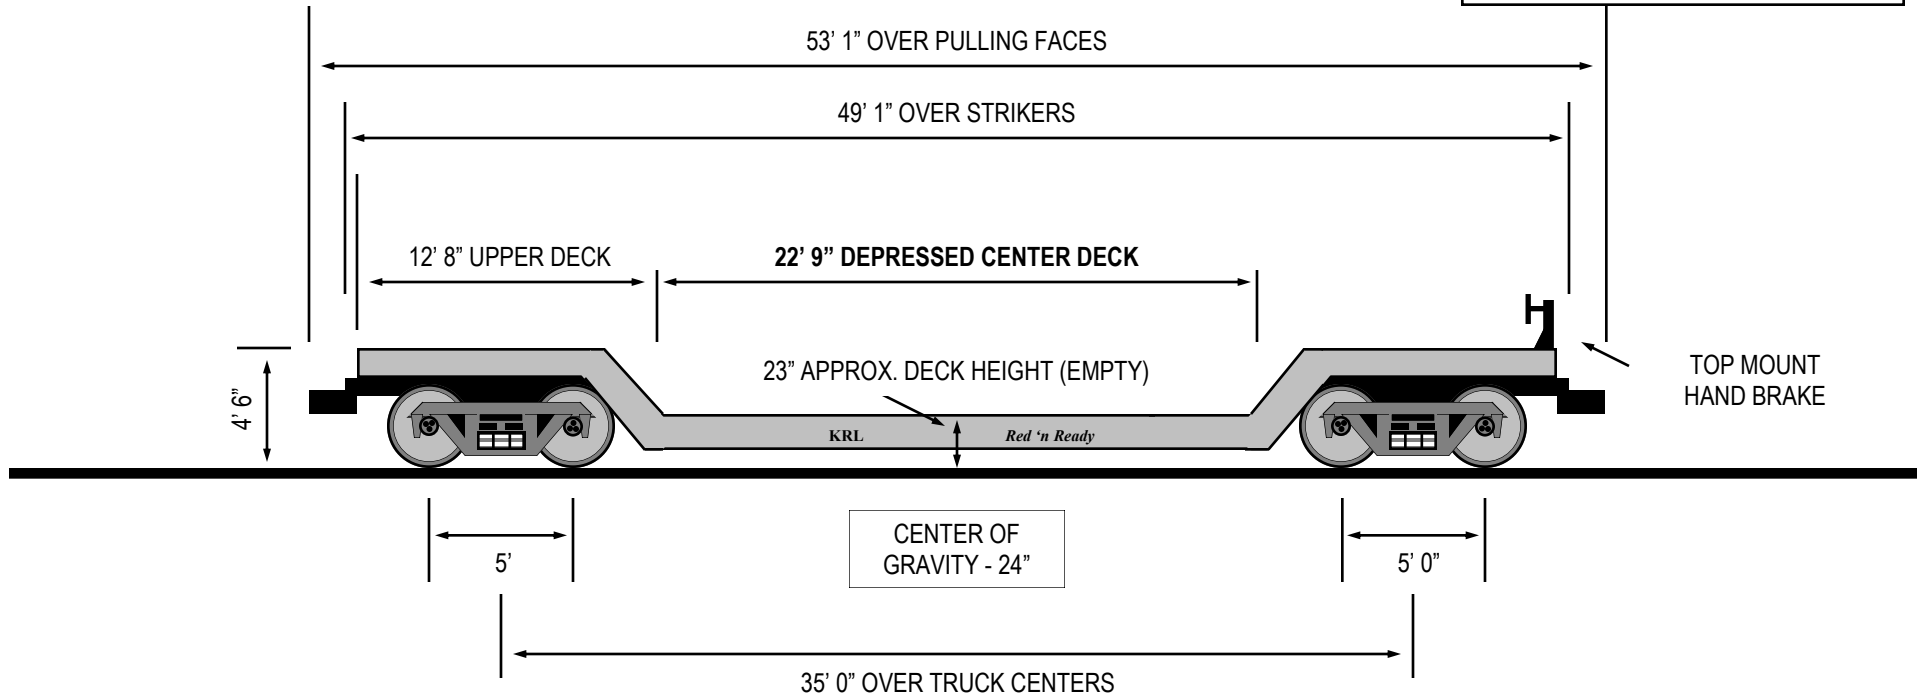 53’ 1” OVER PULLING FACES
49’ 1” OVER STRIKERS
12’ 8” UPPER DECK
22’ 9” DEPRESSED CENTER DECK
23” APPROX. DECK HEIGHT (EMPTY)
TOP MOUNT
HAND BRAKE
4’ 6”
KRL
Red ‘n Ready
CENTER OF
GRAVITY - 24”
5’
5’ 0”
35’ 0” OVER TRUCK CENTERS